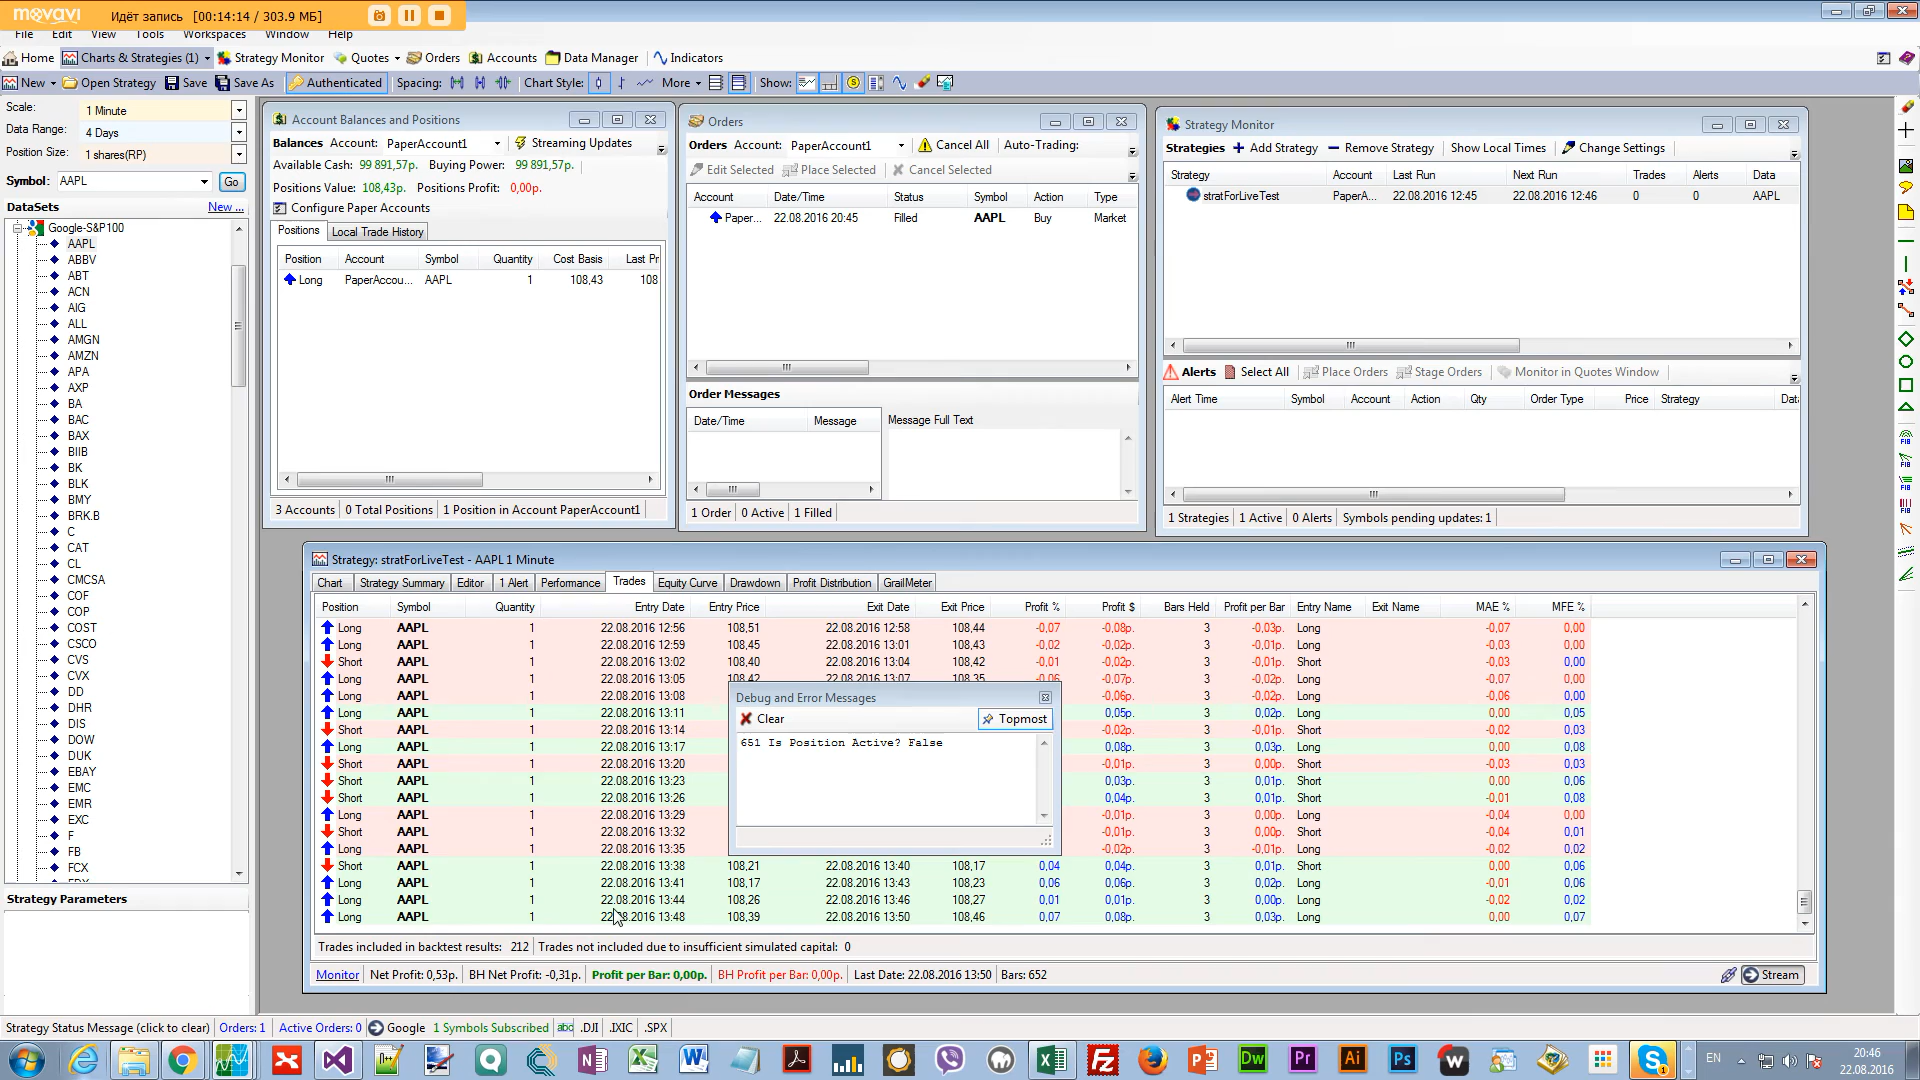 movavi Идёт запись [00:14:14 / 303.9 МБ]
File Edit View Tools Workspaces Window Help
Home Charts & Strategies (1) Strategy Monitor Quotes Orders Accounts Data Manager Indicators
New Open Strategy Save Save As Authenticated Spacing: Chart Style: More Show:
Scale: 1 Minute
Data Range: 4 Days
Position Size: 1 shares(RP)
Symbol: AAPL Go
DataSets New ...
Google-S&P100
AAPL
ABBV
ABT
ACN
AIG
ALL
AMGN
AMZN
APA
AXP
BA
BAC
BAX
BIIB
BK
BLK
BMY
BRK.B
C
CAT
CL
CMCSA
COF
COP
COST
CSCO
CVS
CVX
DD
DHR
DIS
DOW
DUK
EBAY
EMC
EMR
EXC
F
FB
FCX
Strategy Parameters
Account Balances and Positions
Balances Account: PaperAccount1 Streaming Updates
Available Cash: 99 891,57р. Buying Power: 99 891,57р.
Positions Value: 108,43р. Positions Profit: 0,00р.
Configure Paper Accounts
Positions Local Trade History
Position Account Symbol Quantity Cost Basis Last Pr
Long PaperAccou... AAPL 1 108,43 108
3 Accounts 0 Total Positions 1 Position in Account PaperAccount1
Orders
Orders Account: PaperAccount1 Cancel All Auto-Trading:
Edit Selected Place Selected Cancel Selected
Account Date/Time Status Symbol Action Type
Paper... 22.08.2016 20:45 Filled AAPL Buy Market
Order Messages
Date/Time Message Message Full Text
1 Order 0 Active 1 Filled
Strategy Monitor
Strategies Add Strategy Remove Strategy Show Local Times Change Settings
Strategy Account Last Run Next Run Trades Alerts Data
stratForLiveTest PaperA... 22.08.2016 12:45 22.08.2016 12:46 0 0 AAPL
Alerts Select All Place Orders Stage Orders Monitor in Quotes Window
Alert Time Symbol Account Action Qty Order Type Price Strategy Dat
1 Strategies 1 Active 0 Alerts Symbols pending updates: 1
Strategy: stratForLiveTest - AAPL 1 Minute
Chart Strategy Summary Editor 1 Alert Performance Trades Equity Curve Drawdown Profit Distribution GrailMeter
Position Symbol Quantity Entry Date Entry Price Exit Date Exit Price Profit % Profit $ Bars Held Profit per Bar Entry Name Exit Name MAE % MFE %
Long AAPL 1 22.08.2016 12:56 108,51 22.08.2016 12:58 108,44 -0,07 -0,08р. 3 -0,03р. Long -0,07 0,00
Long AAPL 1 22.08.2016 12:59 108,45 22.08.2016 13:01 108,43 -0,02 -0,02р. 3 -0,01р. Long -0,03 0,00
Short AAPL 1 22.08.2016 13:02 108,40 22.08.2016 13:04 108,42 -0,01 -0,02р. 3 -0,01р. Short -0,01 0,00
Long AAPL 1 22.08.2016 13:05 108,42 22.08.2016 13:07 108,35 -0,06 -0,07р. 3 -0,02р. Long -0,07 0,00
Long AAPL 1 22.08.2016 13:08 -0,06р. 3 -0,02р. Long -0,06 0,00
Long AAPL 1 22.08.2016 13:11 0,05р. 3 0,02р. Long 0,00 0,05
Short AAPL 1 22.08.2016 13:14 -0,02р. 3 -0,01р. Short -0,02 0,03
Long AAPL 1 22.08.2016 13:17 0,08р. 3 0,03р. Long 0,00 0,08
Short AAPL 1 22.08.2016 13:20 -0,01р. 3 0,00р. Short -0,03 0,03
Short AAPL 1 22.08.2016 13:23 0,03р. 3 0,01р. Short 0,00 0,06
Short AAPL 1 22.08.2016 13:26 0,04р. 3 0,01р. Short -0,01 0,08
Long AAPL 1 22.08.2016 13:29 -0,01р. 3 0,00р. Long -0,04 0,00
Short AAPL 1 22.08.2016 13:32 -0,01р. 3 0,00р. Short -0,04 0,01
Long AAPL 1 22.08.2016 13:35 -0,02р. 3 -0,01р. Long -0,02 0,02
Short AAPL 1 22.08.2016 13:38 108,21 22.08.2016 13:40 108,17 0,04 0,04р. 3 0,01р. Short 0,00 0,06
Long AAPL 1 22.08.2016 13:41 108,17 22.08.2016 13:43 108,23 0,06 0,06р. 3 0,02р. Long -0,01 0,06
Long AAPL 1 22.08.2016 13:44 108,26 22.08.2016 13:46 108,27 0,01 0,01р. 3 0,00р. Long -0,02 0,02
Long AAPL 1 22.08.2016 13:48 108,39 22.08.2016 13:50 108,46 0,07 0,08р. 3 0,03р. Long 0,00 0,07
Debug and Error Messages
Clear Topmost
651 Is Position Active? False
Trades included in backtest results: 212 Trades not included due to insufficient simulated capital: 0
Monitor Net Profit: 0,53р. BH Net Profit: -0,31р. Profit per Bar: 0,00р. BH Profit per Bar: 0,00р. Last Date: 22.08.2016 13:50 Bars: 652 Stream
Strategy Status Message (click to clear) Orders: 1 Active Orders: 0 Google 1 Symbols Subscribed abc .DJI .IXIC .SPX
EN 20:46
22.08.2016